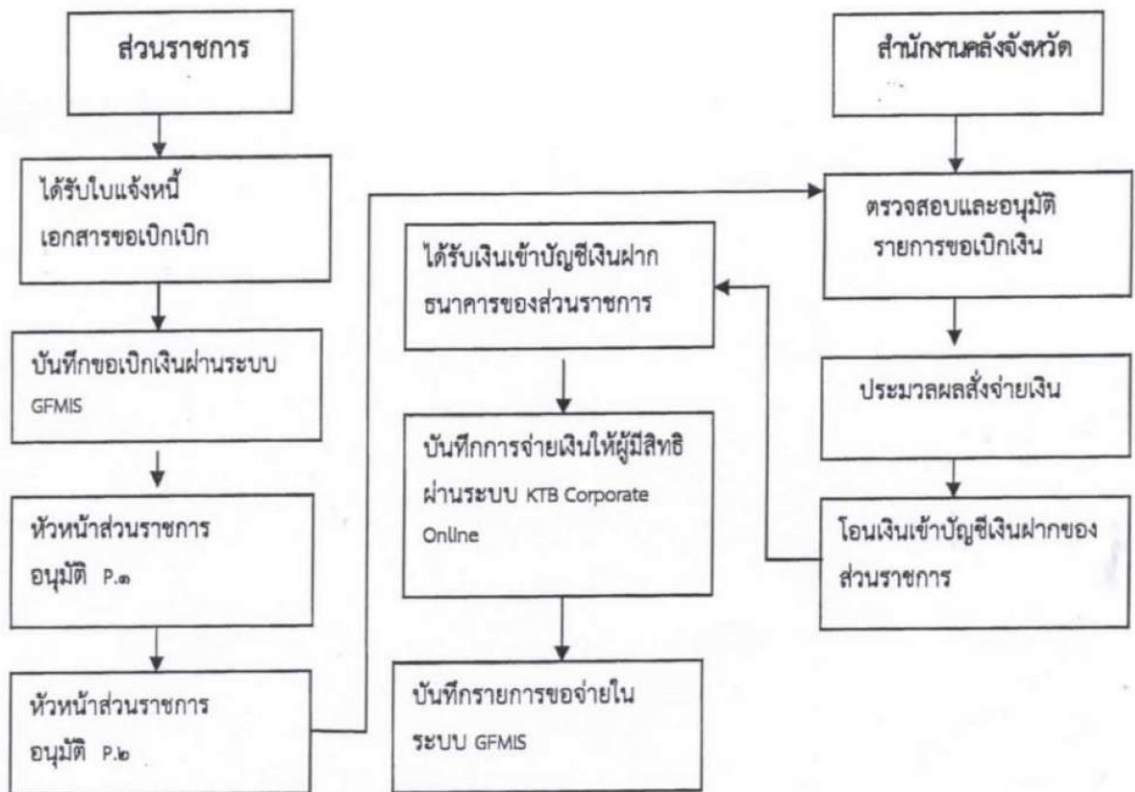 ส่วนราชการ
ได้รับใบแจ้งหนี้
เอกสารขอเบิกเบิก
บันทึกขอเบิกเงินผ่านระบบ
GFMIS
หัวหน้าส่วนราชการ
อนุมัติ P.๑
หัวหน้าส่วนราชการ
อนุมัติ P.๒
สำนักงานคลังจังหวัด
ตรวจสอบและอนุมัติ
รายการขอเบิกเงิน
ประมวลผลสั่งจ่ายเงิน
โอนเงินเข้าบัญชีเงินฝากของ
ส่วนราชการ
ได้รับเงินเข้าบัญชีเงินฝาก
ธนาคารของส่วนราชการ
บันทึกการจ่ายเงินให้ผู้มีสิทธิ
ผ่านระบบ KTB Corporate
Online
บันทึกรายการขอจ่ายใน
ระบบ GFMIS